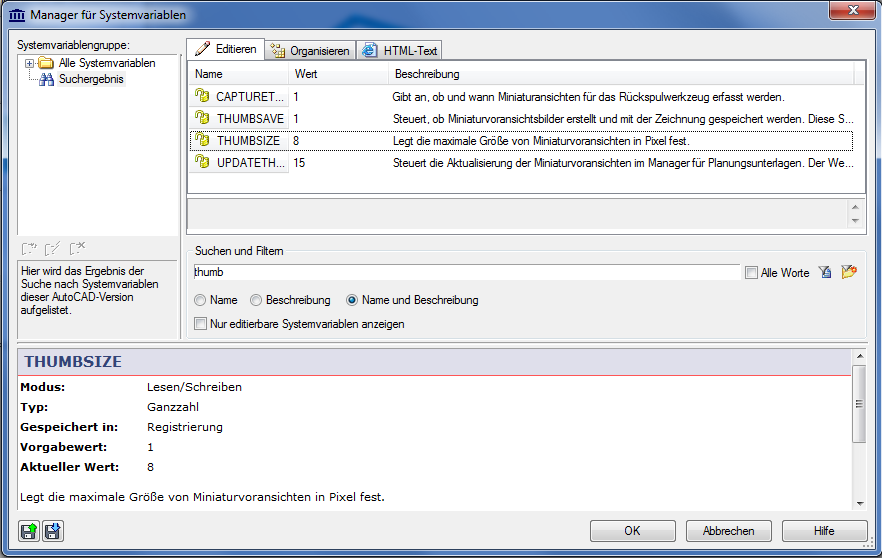 Manager für Systemvariablen
Systemvariablengruppe:
Alle Systemvariablen
Suchergebnis
Hier wird das Ergebnis der
Suche nach Systemvariablen
dieser AutoCAD-Version
aufgelistet.
Editieren Organisieren HTML-Text
Name Wert Beschreibung
CAPTURET... 1 Gibt an, ob und wann Miniaturansichten für das Rückspulwerkzeug erfasst werden.
THUMBSAVE 1 Steuert, ob Miniaturvoransichtsbilder erstellt und mit der Zeichnung gespeichert werden. Diese S...
THUMBSIZE 8 Legt die maximale Größe von Miniaturvoransichten in Pixel fest.
UPDATETH... 15 Steuert die Aktualisierung der Miniaturvoransichten im Manager für Planungsunterlagen. Der We...
Suchen und Filtern
thumb Alle Worte
Name Beschreibung Name und Beschreibung
Nur editierbare Systemvariablen anzeigen
THUMBSIZE
Modus: Lesen/Schreiben
Typ: Ganzzahl
Gespeichert in: Registrierung
Vorgabewert: 1
Aktueller Wert: 8
Legt die maximale Größe von Miniaturvoransichten in Pixel fest.
OK Abbrechen Hilfe